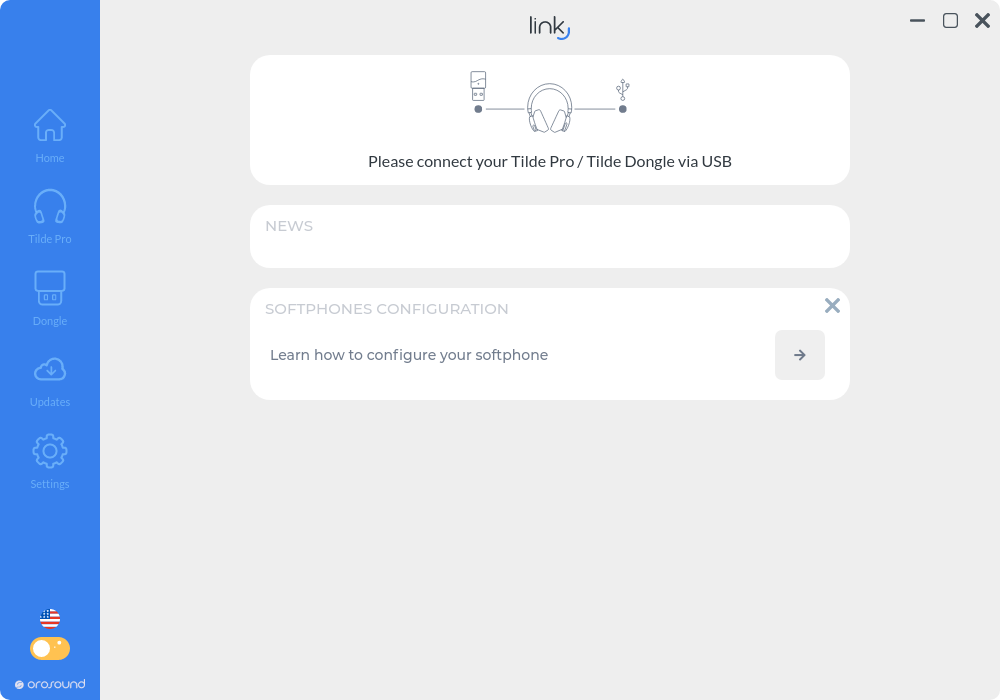 link
Please connect your Tilde Pro / Tilde Dongle via USB
NEWS
SOFTPHONES CONFIGURATION
Learn how to configure your softphone
Home
Tilde Pro
Dongle
Updates
Settings
orosound